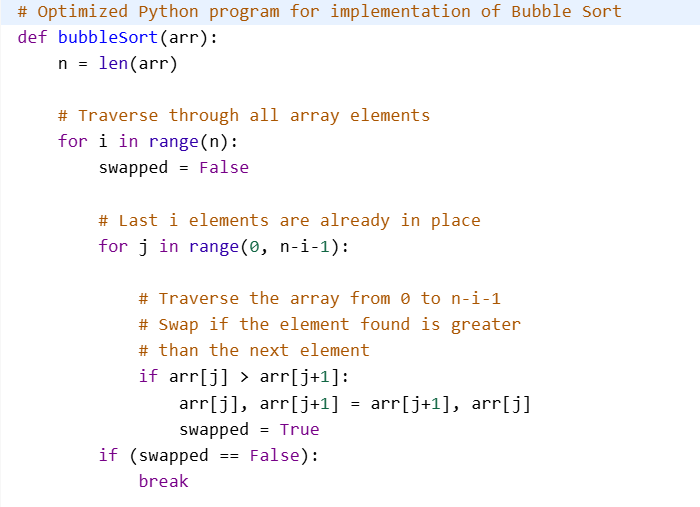 # Optimized Python program for implementation of Bubble Sort
def bubbleSort(arr):
    n = len(arr)
    # Traverse through all array elements
    for i in range(n):
        swapped = False
        # Last i elements are already in place
        for j in range(0, n-i-1):
            # Traverse the array from 0 to n-i-1
            # Swap if the element found is greater
            # than the next element
            if arr[j] > arr[j+1]:
                arr[j], arr[j+1] = arr[j+1], arr[j]
                swapped = True
        if (swapped == False):
            break